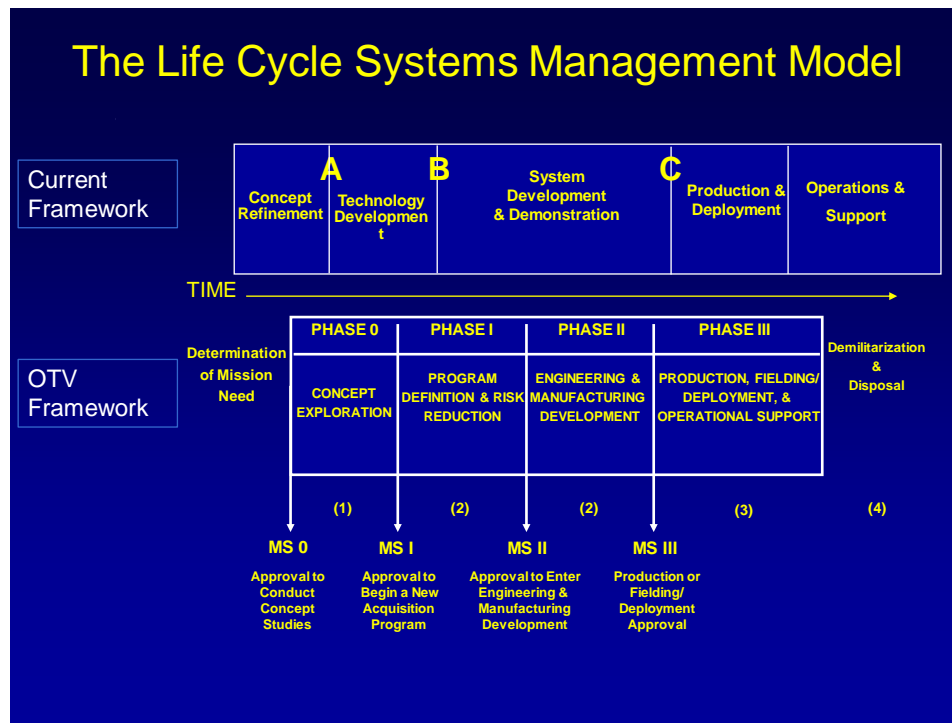 The Life Cycle Systems Management Model
Current
Framework
A
B
C
Concept
Refinement
Technology
Developmen
t
System
Development
& Demonstration
Production &
Deployment
Operations &
Support
TIME
OTV
Framework
Determination
of Mission
Need
PHASE 0
PHASE I
PHASE II
PHASE III
CONCEPT
EXPLORATION
PROGRAM
DEFINITION & RISK
REDUCTION
ENGINEERING &
MANUFACTURING
DEVELOPMENT
PRODUCTION, FIELDING/
DEPLOYMENT, &
OPERATIONAL SUPPORT
Demilitarization
&
Disposal
(1)
(2)
(2)
(3)
(4)
MS 0
MS I
MS II
MS III
Approval to
Conduct
Concept
Studies
Approval to
Begin a New
Acquisition
Program
Approval to Enter
Engineering &
Manufacturing
Development
Production or
Fielding/
Deployment
Approval